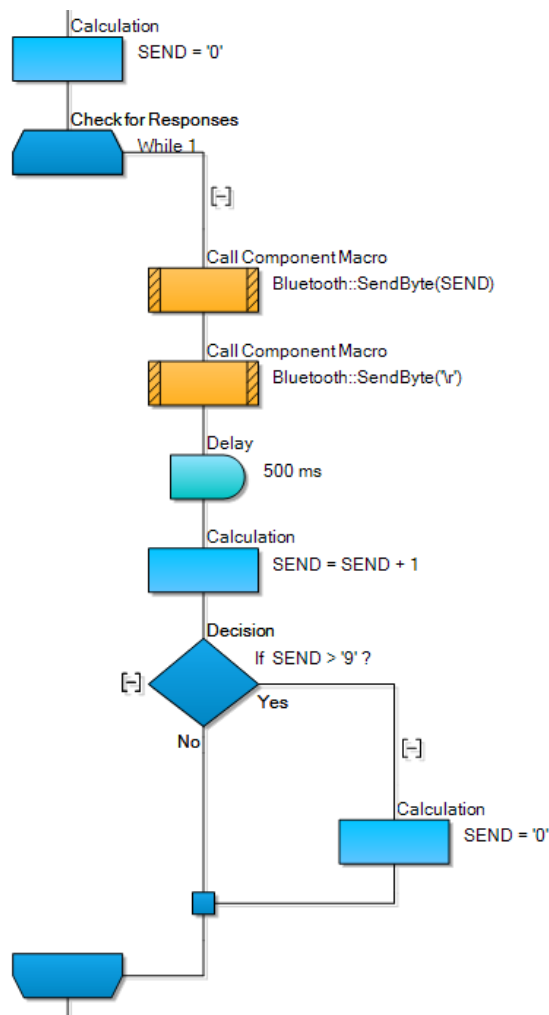 Calculation
SEND = '0'
Check for Responses
While 1
[-]
Call Component Macro
Bluetooth::SendByte(SEND)
Call Component Macro
Bluetooth::SendByte('\r')
Delay
500 ms
Calculation
SEND = SEND + 1
Decision
If SEND > '9' ?
[-]
Yes
No
[-]
Calculation
SEND = '0'